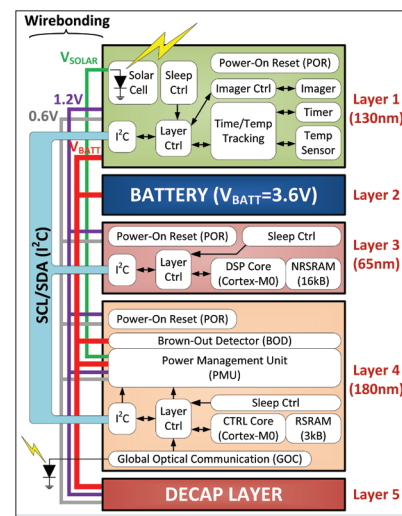 Wirebonding
V_SOLAR
1.2V
0.6V
V_BATT
SCL/SDA (I²C)
Solar
Cell
Sleep
Ctrl
Power-On Reset (POR)
Imager Ctrl
Imager
I²C
Layer
Ctrl
Time/Temp
Tracking
Timer
Temp
Sensor
Layer 1
(130nm)
BATTERY (V_BATT=3.6V)
Layer 2
Power-On Reset (POR)
Sleep Ctrl
I²C
Layer
Ctrl
DSP Core
(Cortex-M0)
NRSRAM
(16kB)
Layer 3
(65nm)
Power-On Reset (POR)
Brown-Out Detector (BOD)
Power Management Unit
(PMU)
Sleep Ctrl
I²C
Layer
Ctrl
CTRL Core
(Cortex-M0)
RSRAM
(3kB)
Global Optical Communication (GOC)
Layer 4
(180nm)
DECAP LAYER
Layer 5